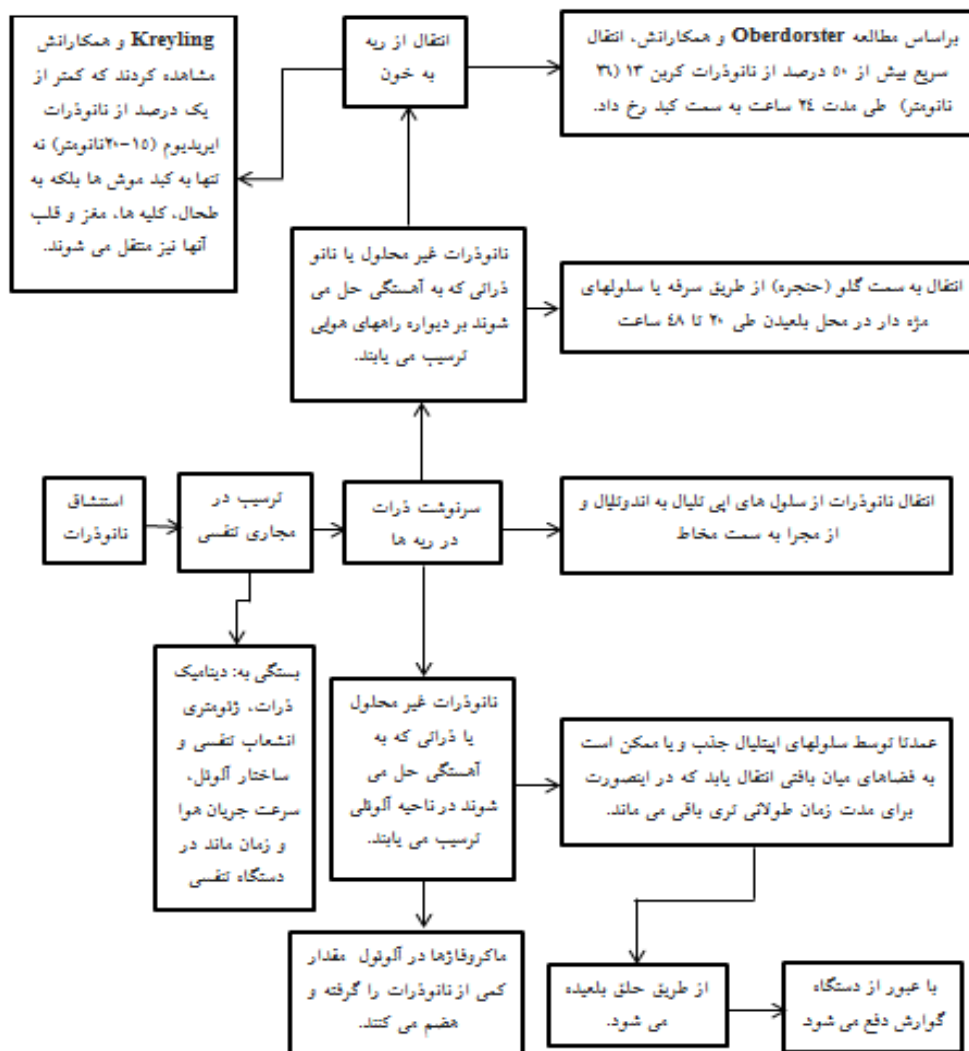 Kreyling و همکارانش
مشاهده کردند که کمتر از
یک درصد از نانوذرات
ایریدیوم (١٥-٢٠نانومتر) نه
تنها به کبد موش ها بلکه به
طحال، کلیه ها، مغز و قلب
آنها نیز منتقل می شوند.
انتقال از ریه
به خون
براساس مطالعه Oberdorster و همکارانش، انتقال
سریع بیش از ٥٠ درصد از نانوذرات کربن ١٣ (٣٦
نانومتر) طی مدت ٢٤ ساعت به سمت کبد رخ داد.
نانوذرات غیر محلول یا نانو
ذراتی که به آهستگی حل می
شوند بر دیواره راههای هوایی
ترسیب می یابند.
انتقال به سمت گلو (حنجره) از طریق سرفه یا سلولهای
مژه دار در محل بلعیدن طی ٢٠ تا ٤٨ ساعت
استنشاق
نانوذرات
ترسیب در
مجاری تنفسی
سرنوشت ذرات
در ریه ها
انتقال نانوذرات از سلول های اپی تلیال به اندوتلیال و
از مجرا به سمت مخاط
بستگی به: دینامیک
ذرات، ژئومتری
انشعاب تنفسی و
ساختار آلوئل،
سرعت جریان هوا
و زمان ماند در
دستگاه تنفسی
نانوذرات غیر محلول
یا ذراتی که به
آهستگی حل می
شوند در ناحیه آلوئلی
ترسیب می یابند.
عمدتا توسط سلولهای اپیتلیال جذب و یا ممکن است
به فضاهای میان بافتی انتقال یابد که در اینصورت
برای مدت زمان طولانی تری باقی می ماند.
ماکروفاژها در آلوئول مقدار
کمی از نانوذرات را گرفته و
هضم می کنند.
از طریق حلق بلعیده
می شود.
با عبور از دستگاه
گوارش دفع می شود.